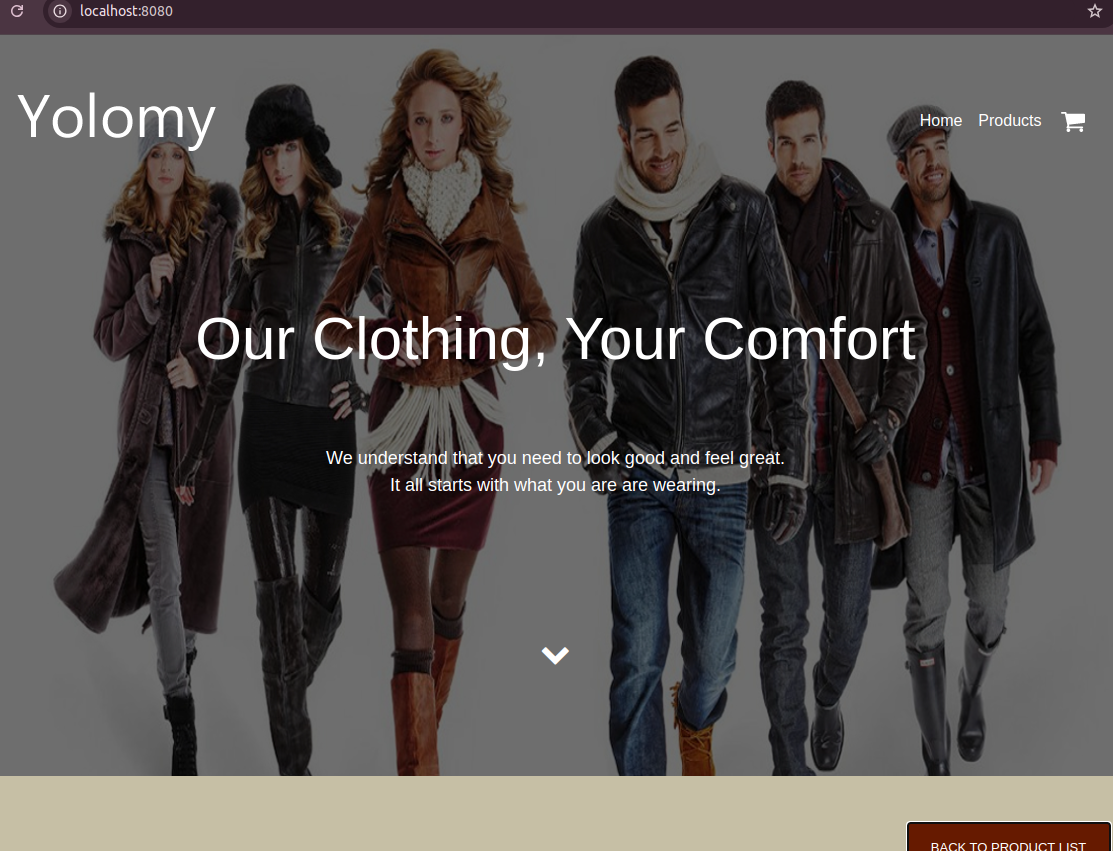 localhost:8080
Yolomy
Home Products
Our Clothing, Your Comfort
We understand that you need to look good and feel great.
It all starts with what you are are wearing.
BACK TO PRODUCT LIST